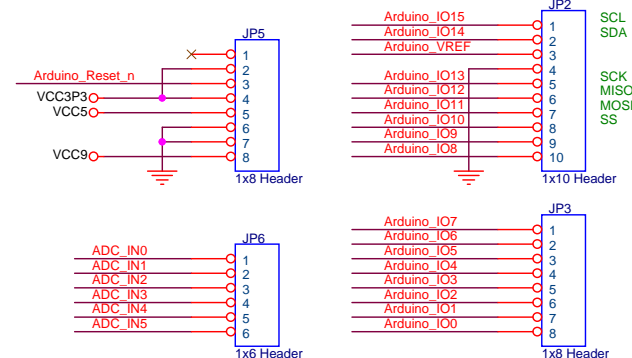 JP5
1
2
Arduino_Reset_n 3
VCC3P3 4
VCC5 5
6
7
VCC9 8
1x8 Header
JP2
Arduino_IO15 1 SCL
Arduino_IO14 2 SDA
Arduino_VREF 3
4
Arduino_IO13 5 SCK
Arduino_IO12 6 MISO
Arduino_IO11 7 MOSI
Arduino_IO10 8 SS
Arduino_IO9 9
Arduino_IO8 10
1x10 Header
JP6
ADC_IN0 1
ADC_IN1 2
ADC_IN2 3
ADC_IN3 4
ADC_IN4 5
ADC_IN5 6
1x6 Header
JP3
Arduino_IO7 1
Arduino_IO6 2
Arduino_IO5 3
Arduino_IO4 4
Arduino_IO3 5
Arduino_IO2 6
Arduino_IO1 7
Arduino_IO0 8
1x8 Header